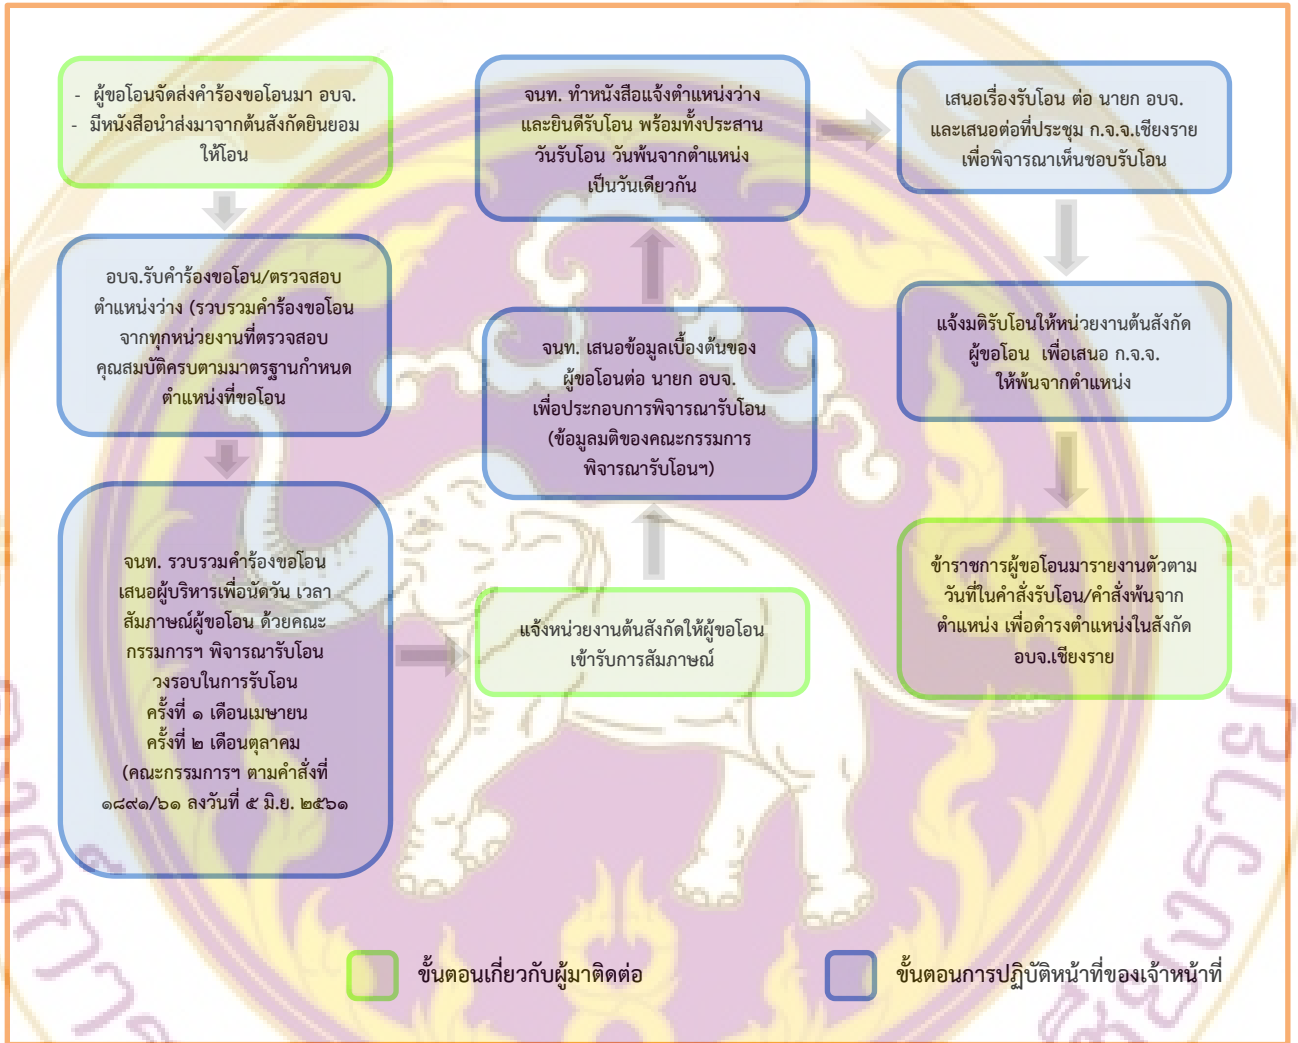 - ผู้ขอโอนจัดส่งคำร้องขอโอนมา อบจ.
- มีหนังสือนำส่งมาจากต้นสังกัดยินยอม
ให้โอน
อบจ.รับคำร้องขอโอน/ตรวจสอบ
ตำแหน่งว่าง (รวบรวมคำร้องขอโอน
จากทุกหน่วยงานที่ตรวจสอบ
คุณสมบัติครบตามมาตรฐานกำหนด
ตำแหน่งที่ขอโอน
จนท. รวบรวมคำร้องขอโอน
เสนอผู้บริหารเพื่อนัดวัน เวลา
สัมภาษณ์ผู้ขอโอน ด้วยคณะ
กรรมการฯ พิจารณารับโอน
วงรอบในการรับโอน
ครั้งที่ ๑ เดือนเมษายน
ครั้งที่ ๒ เดือนตุลาคม
(คณะกรรมการฯ ตามคำสั่งที่
๑๘๙๑/๖๑ ลงวันที่ ๕ มิ.ย. ๒๕๖๑
แจ้งหน่วยงานต้นสังกัดให้ผู้ขอโอน
เข้ารับการสัมภาษณ์
จนท. เสนอข้อมูลเบื้องต้นของ
ผู้ขอโอนต่อ นายก อบจ.
เพื่อประกอบการพิจารณารับโอน
(ข้อมูลมติของคณะกรรมการ
พิจารณารับโอนฯ)
จนท. ทำหนังสือแจ้งตำแหน่งว่าง
และยินดีรับโอน พร้อมทั้งประสาน
วันรับโอน วันพ้นจากตำแหน่ง
เป็นวันเดียวกัน
เสนอเรื่องรับโอน ต่อ นายก อบจ.
และเสนอต่อที่ประชุม ก.จ.จ.เชียงราย
เพื่อพิจารณาเห็นชอบรับโอน
แจ้งมติรับโอนให้หน่วยงานต้นสังกัด
ผู้ขอโอน เพื่อเสนอ ก.จ.จ.
ให้พ้นจากตำแหน่ง
ข้าราชการผู้ขอโอนมารายงานตัวตาม
วันที่ในคำสั่งรับโอน/คำสั่งพ้นจาก
ตำแหน่ง เพื่อดำรงตำแหน่งในสังกัด
อบจ.เชียงราย
ขั้นตอนเกี่ยวกับผู้มาติดต่อ
ขั้นตอนการปฏิบัติหน้าที่ของเจ้าหน้าที่